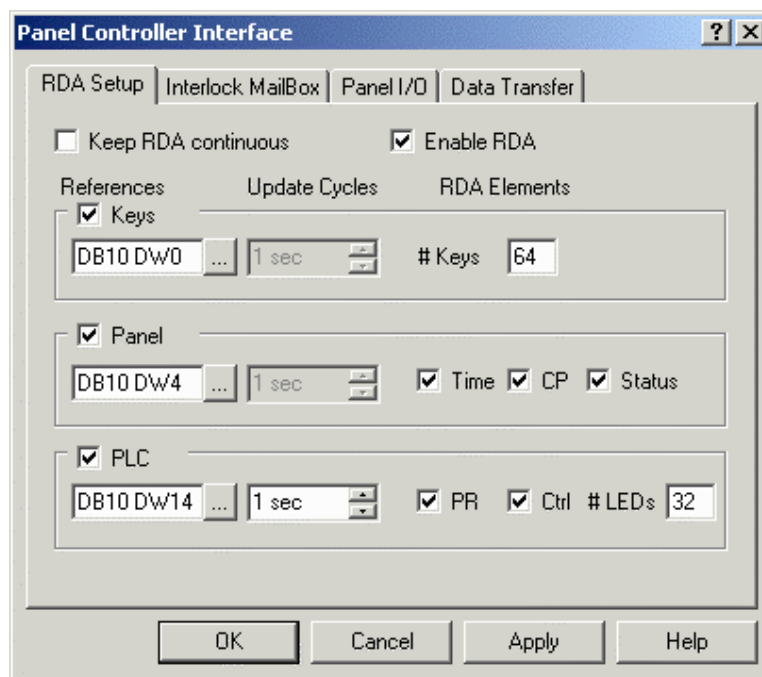 Panel Controller Interface
RDA Setup Interlock MailBox Panel I/O Data Transfer
Keep RDA continuous Enable RDA
References Update Cycles RDA Elements
Keys
DB10 DW0 ... 1 sec # Keys 64
Panel
DB10 DW4 ... 1 sec Time CP Status
PLC
DB10 DW14 ... 1 sec PR Ctrl # LEDs 32
OK Cancel Apply Help